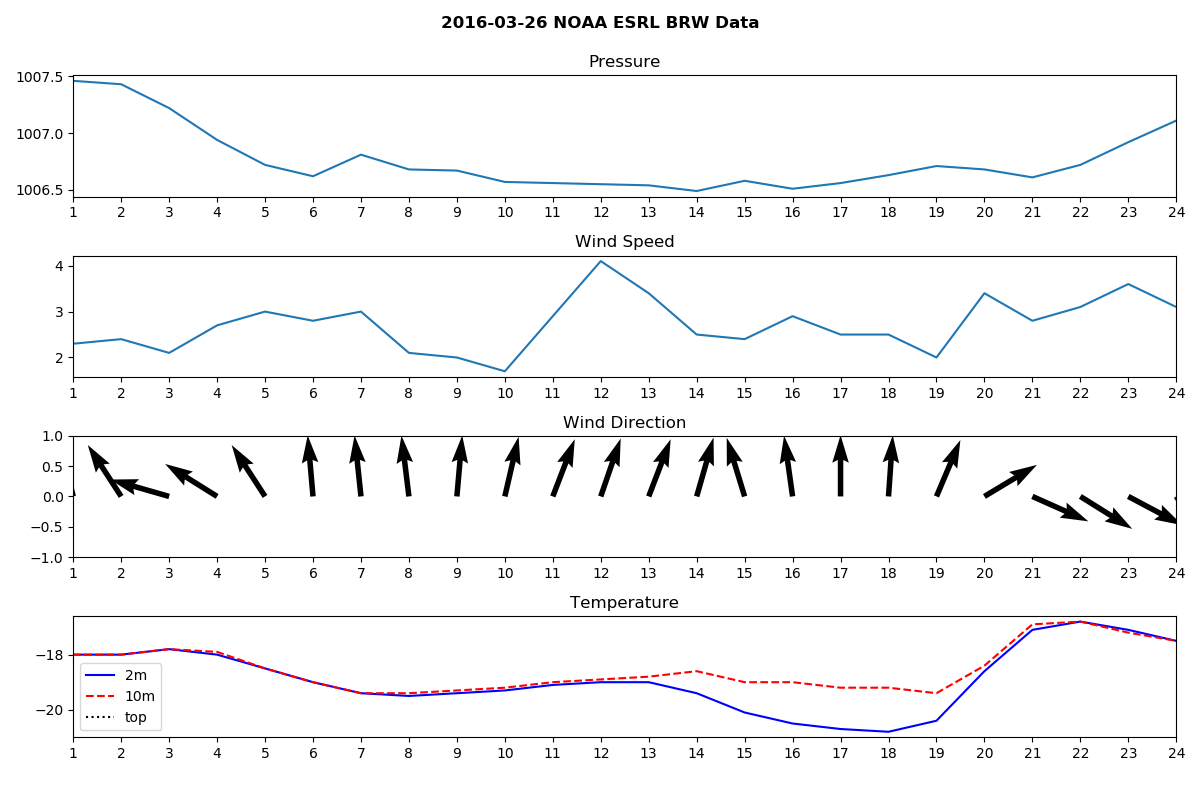 2016-03-26 NOAA ESRL BRW Data
Pressure
1007.5
1007.0
1006.5
1 2 3 4 5 6 7 8 9 10 11 12 13 14 15 16 17 18 19 20 21 22 23 24
Wind Speed
4
3
2
1 2 3 4 5 6 7 8 9 10 11 12 13 14 15 16 17 18 19 20 21 22 23 24
Wind Direction
1.0
0.5
0.0
−0.5
−1.0
1 2 3 4 5 6 7 8 9 10 11 12 13 14 15 16 17 18 19 20 21 22 23 24
Temperature
−18
−20
2m
10m
top
1 2 3 4 5 6 7 8 9 10 11 12 13 14 15 16 17 18 19 20 21 22 23 24